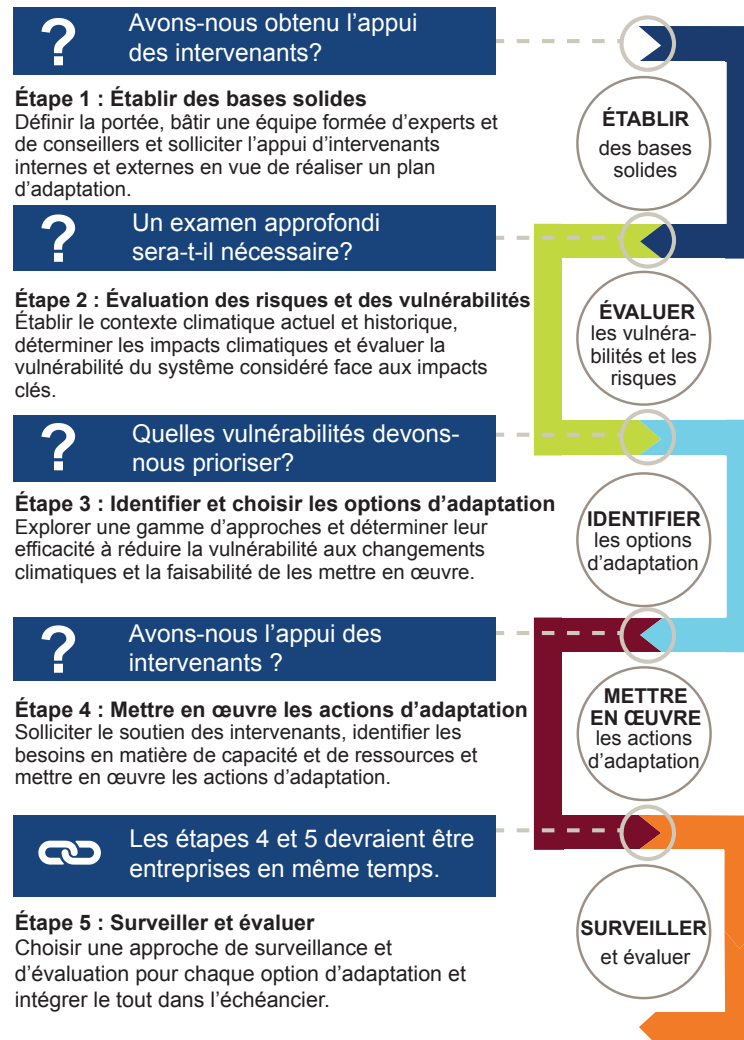 ? Avons-nous obtenu l’appui
des intervenants?
Étape 1 : Établir des bases solides
Définir la portée, bâtir une équipe formée d’experts et
de conseillers et solliciter l’appui d’intervenants
internes et externes en vue de réaliser un plan
d’adaptation.
ÉTABLIR
des bases
solides
? Un examen approfondi
sera-t-il nécessaire?
Étape 2 : Évaluation des risques et des vulnérabilités
Établir le contexte climatique actuel et historique,
déterminer les impacts climatiques et évaluer la
vulnérabilité du système considéré face aux impacts
clés.
ÉVALUER
les vulnéra-
bilités et les
risques
? Quelles vulnérabilités devons-
nous prioriser?
Étape 3 : Identifier et choisir les options d’adaptation
Explorer une gamme d’approches et déterminer leur
efficacité à réduire la vulnérabilité aux changements
climatiques et la faisabilité de les mettre en œuvre.
IDENTIFIER
les options
d’adaptation
? Avons-nous l’appui des
intervenants ?
Étape 4 : Mettre en œuvre les actions d’adaptation
Solliciter le soutien des intervenants, identifier les
besoins en matière de capacité et de ressources et
mettre en œuvre les actions d’adaptation.
METTRE
EN ŒUVRE
les actions
d’adaptation
Les étapes 4 et 5 devraient être
entreprises en même temps.
Étape 5 : Surveiller et évaluer
Choisir une approche de surveillance et
d’évaluation pour chaque option d’adaptation et
intégrer le tout dans l’échéancier.
SURVEILLER
et évaluer